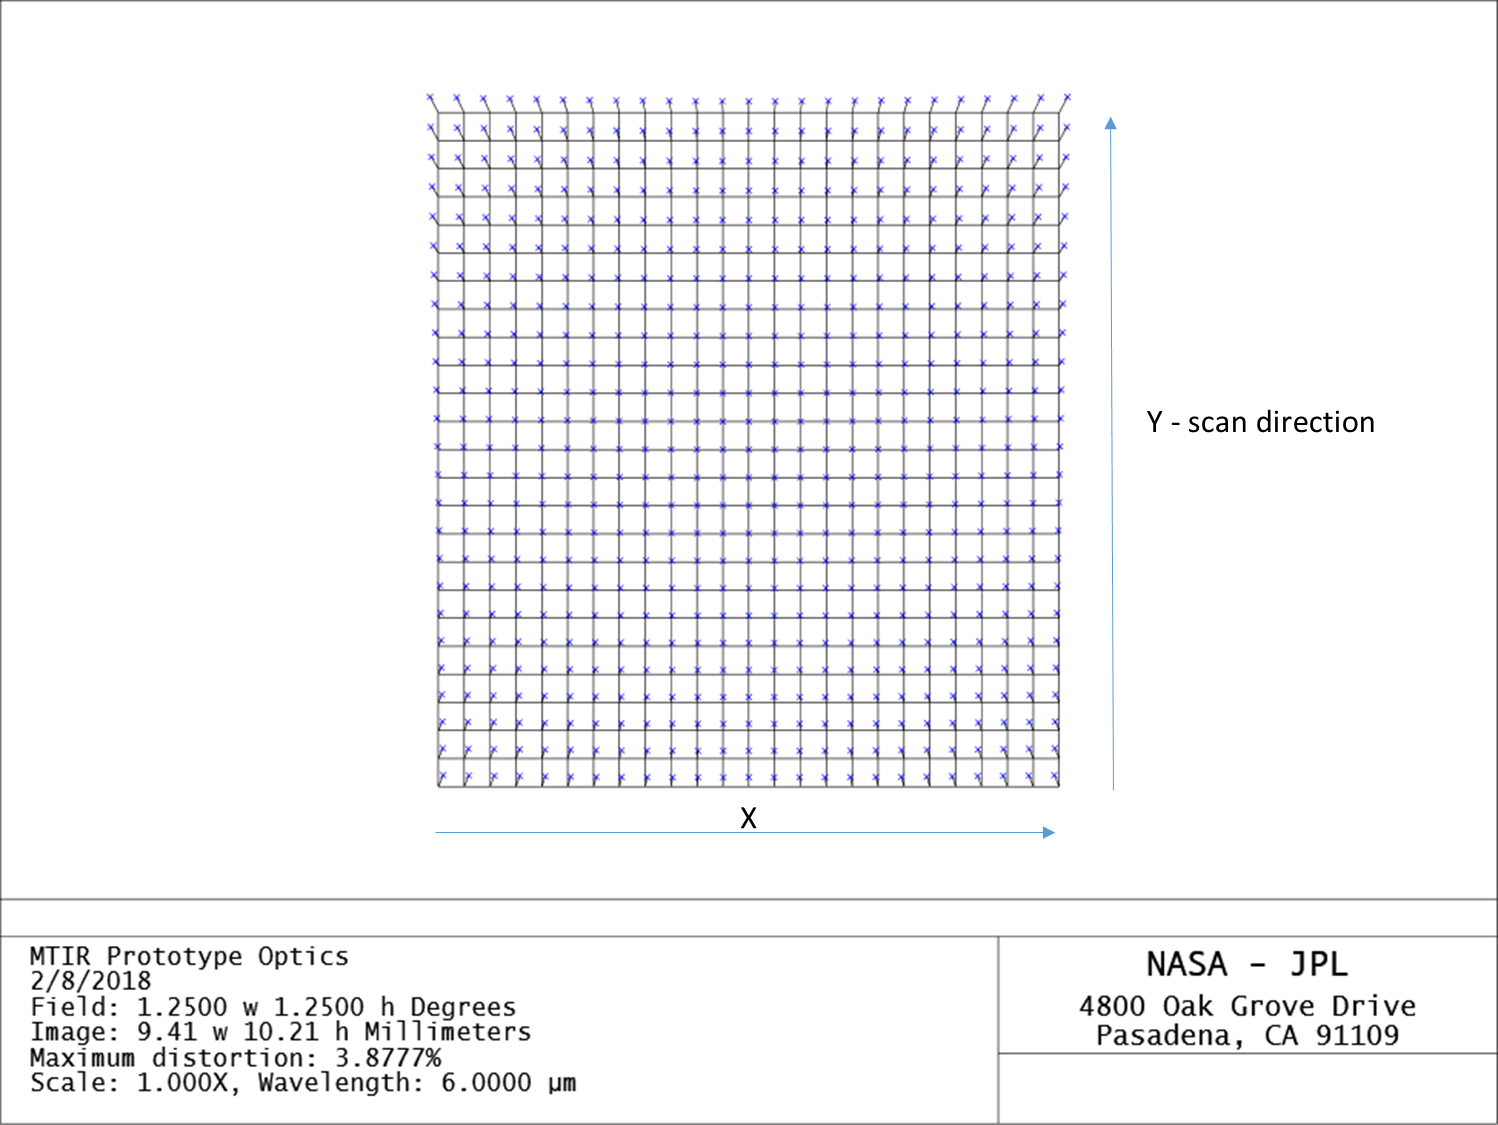 Y - scan direction
X
MTIR Prototype Optics
2/8/2018
Field: 1.2500 w 1.2500 h Degrees
Image: 9.41 w 10.21 h Millimeters
Maximum distortion: 3.8777%
Scale: 1.000X, Wavelength: 6.0000 µm
NASA – JPL
4800 Oak Grove Drive
Pasadena, CA 91109